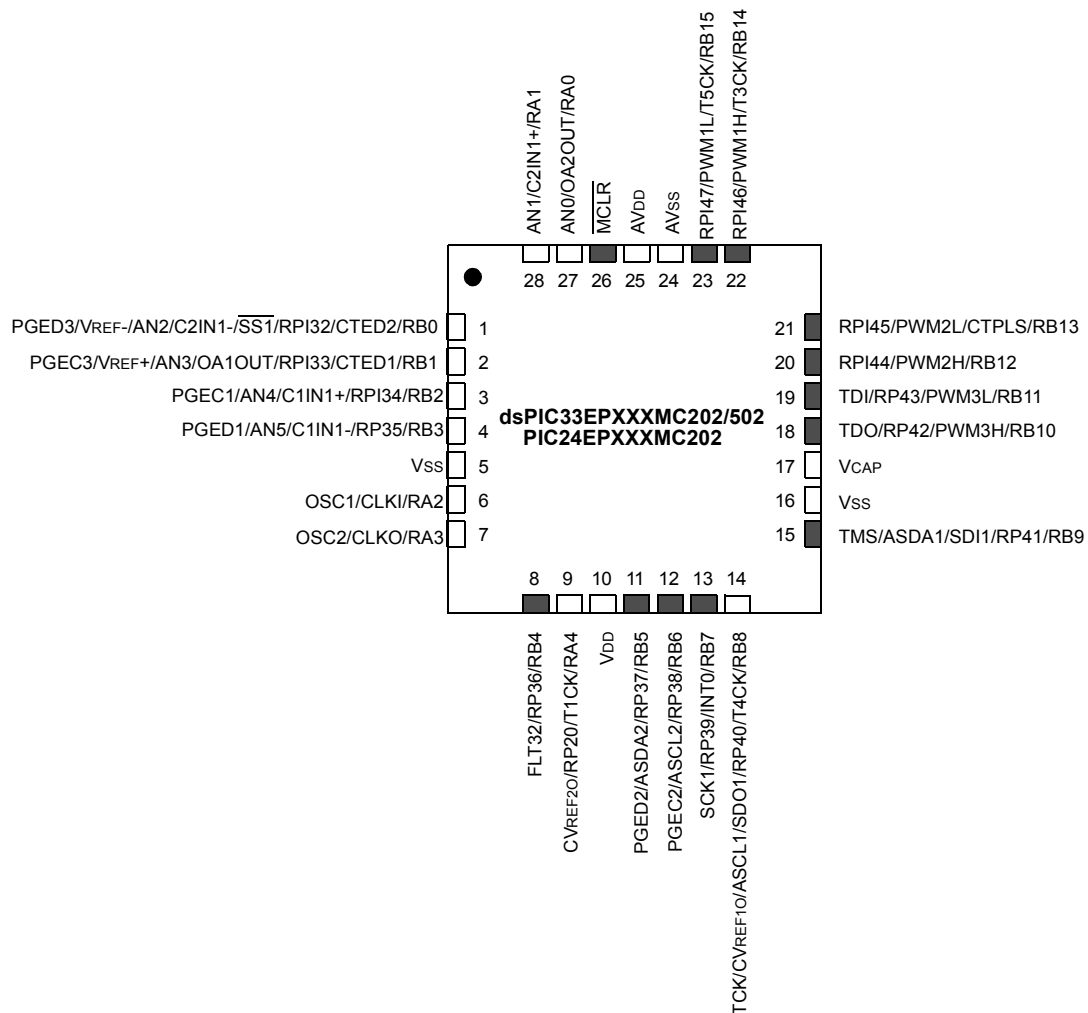 AN1/C2IN1+/RA1
AN0/OA2OUT/RA0
MCLR
AVDD
AVSS
RPI47/PWM1L/T5CK/RB15
RPI46/PWM1H/T3CK/RB14
28
27
26
25
24
23
22
PGED3/VREF-/AN2/C2IN1-/SS1/RPI32/CTED2/RB0
1
PGEC3/VREF+/AN3/OA1OUT/RPI33/CTED1/RB1
2
PGEC1/AN4/C1IN1+/RPI34/RB2
3
PGED1/AN5/C1IN1-/RP35/RB3
4
VSS
5
OSC1/CLKI/RA2
6
OSC2/CLKO/RA3
7
dsPIC33EPXXXMC202/502
PIC24EPXXXMC202
21
RPI45/PWM2L/CTPLS/RB13
20
RPI44/PWM2H/RB12
19
TDI/RP43/PWM3L/RB11
18
TDO/RP42/PWM3H/RB10
17
VCAP
16
VSS
15
TMS/ASDA1/SDI1/RP41/RB9
8
9
10
11
12
13
14
FLT32/RP36/RB4
CVREF2O/RP20/T1CK/RA4
VDD
PGED2/ASDA2/RP37/RB5
PGEC2/ASCL2/RP38/RB6
SCK1/RP39/INT0/RB7
TCK/CVREF1O/ASCL1/SDO1/RP40/T4CK/RB8